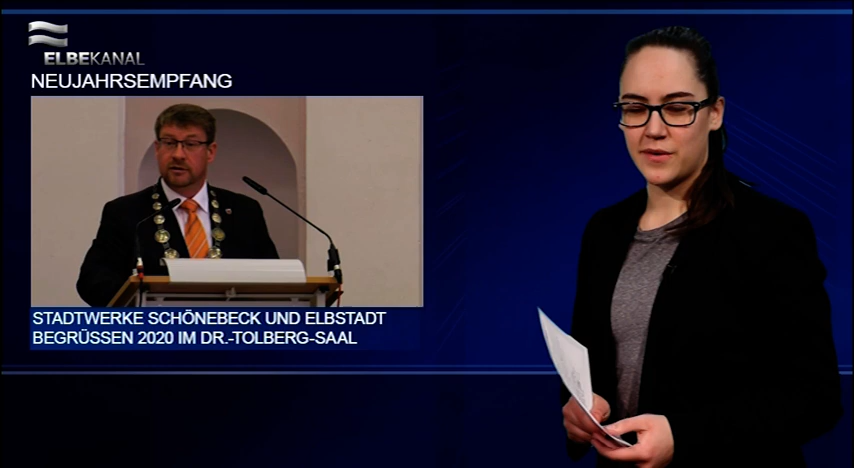 ELBEKANAL
NEUJAHRSEMPFANG
STADTWERKE SCHÖNEBECK UND ELBSTADT
BEGRÜSSEN 2020 IM DR.-TOLBERG-SAAL